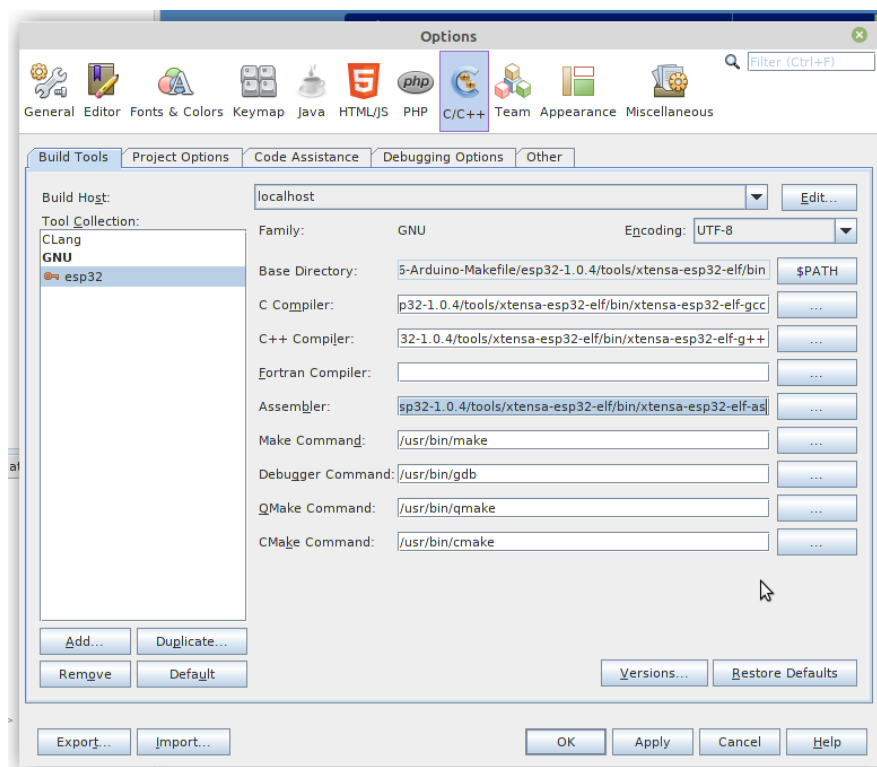 Options
Filter (Ctrl+F)
General Editor Fonts & Colors Keymap Java HTML/JS PHP C/C++ Team Appearance Miscellaneous
Build Tools Project Options Code Assistance Debugging Options Other
Build Host: localhost Edit...
Tool Collection:
CLang
GNU
esp32
Family: GNU Encoding: UTF-8
Base Directory: 5-Arduino-Makefile/esp32-1.0.4/tools/xtensa-esp32-elf/bin $PATH
C Compiler: p32-1.0.4/tools/xtensa-esp32-elf/bin/xtensa-esp32-elf-gcc ...
C++ Compiler: 32-1.0.4/tools/xtensa-esp32-elf/bin/xtensa-esp32-elf-g++ ...
Fortran Compiler: ...
Assembler: sp32-1.0.4/tools/xtensa-esp32-elf/bin/xtensa-esp32-elf-as ...
Make Command: /usr/bin/make ...
Debugger Command: /usr/bin/gdb ...
QMake Command: /usr/bin/qmake ...
CMake Command: /usr/bin/cmake ...
Add... Duplicate...
Remove Default
Versions... Restore Defaults
Export... Import... OK Apply Cancel Help